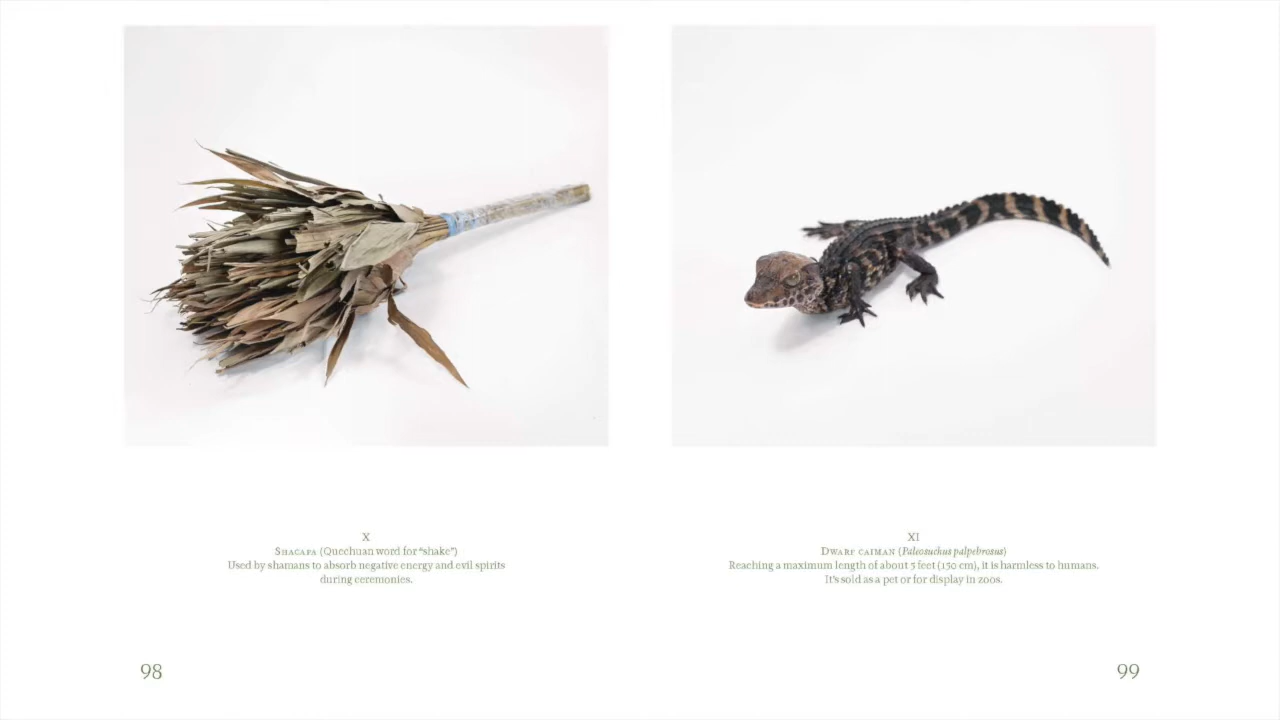 X
Shacapa (Quechuan word for “shake”)
Used by shamans to absorb negative energy and evil spirits
during ceremonies.
XI
Dwarf caiman (Paleosuchus palpebrosus)
Reaching a maximum length of about 5 feet (150 cm), it is harmless to humans.
It's sold as a pet or for display in zoos.
98
99